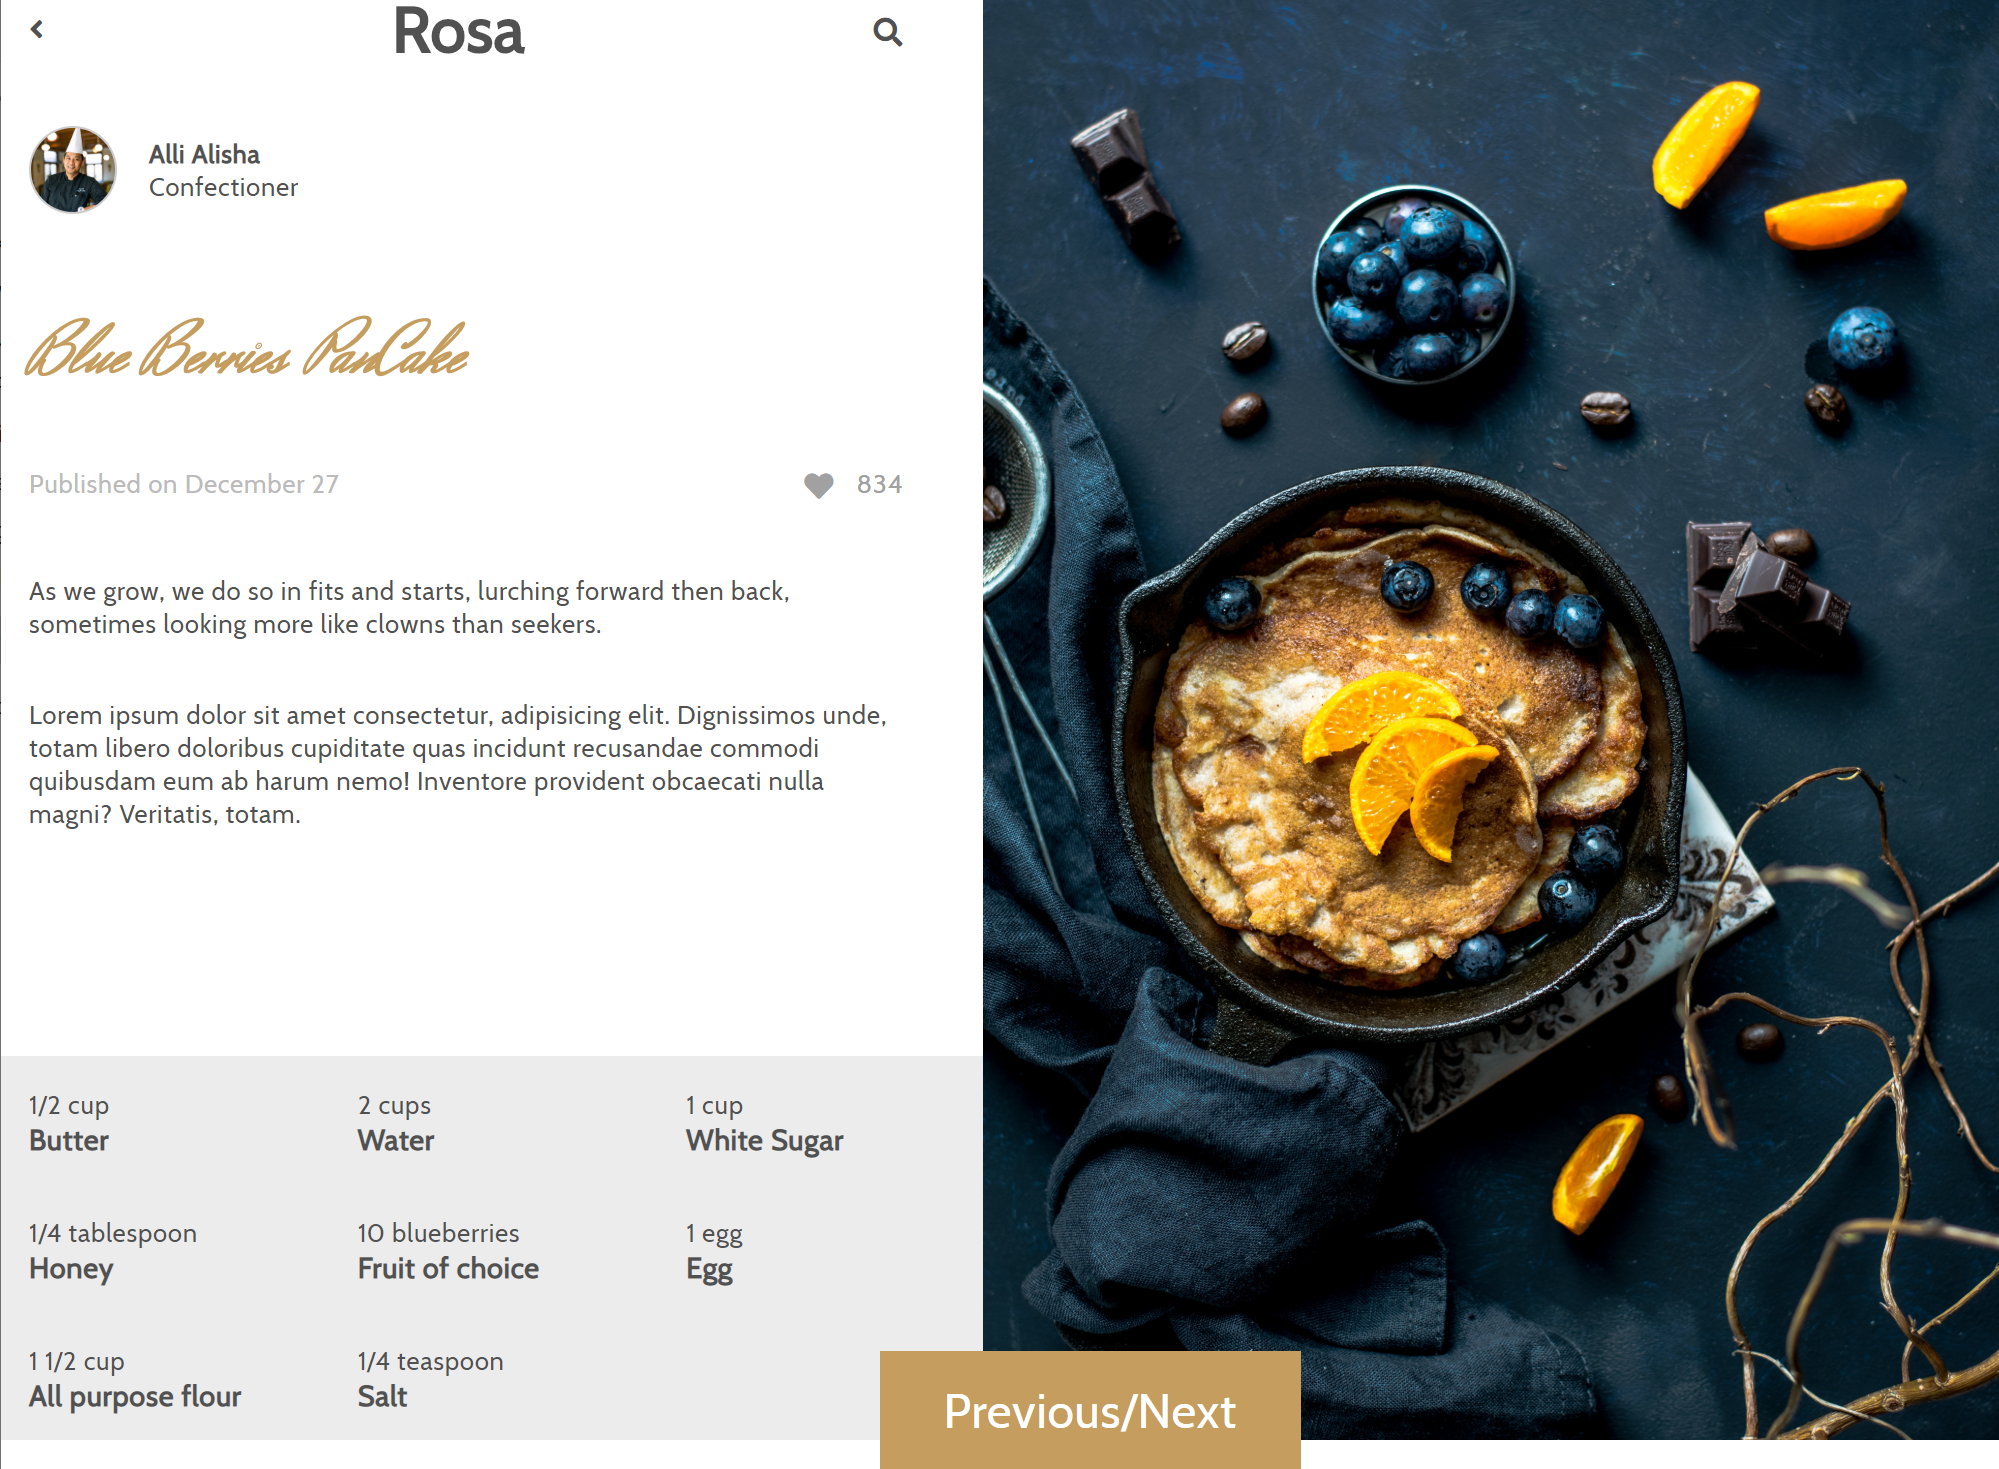 Rosa
Alli Alisha
Confectioner
Blue Berries PanCake
Published on December 27
834
As we grow, we do so in fits and starts, lurching forward then back,
sometimes looking more like clowns than seekers.
Lorem ipsum dolor sit amet consectetur, adipisicing elit. Dignissimos unde,
totam libero doloribus cupiditate quas incidunt recusandae commodi
quibusdam eum ab harum nemo! Inventore provident obcaecati nulla
magni? Veritatis, totam.
1/2 cup
Butter
2 cups
Water
1 cup
White Sugar
1/4 tablespoon
Honey
10 blueberries
Fruit of choice
1 egg
Egg
1 1/2 cup
All purpose flour
1/4 teaspoon
Salt
Previous/Next